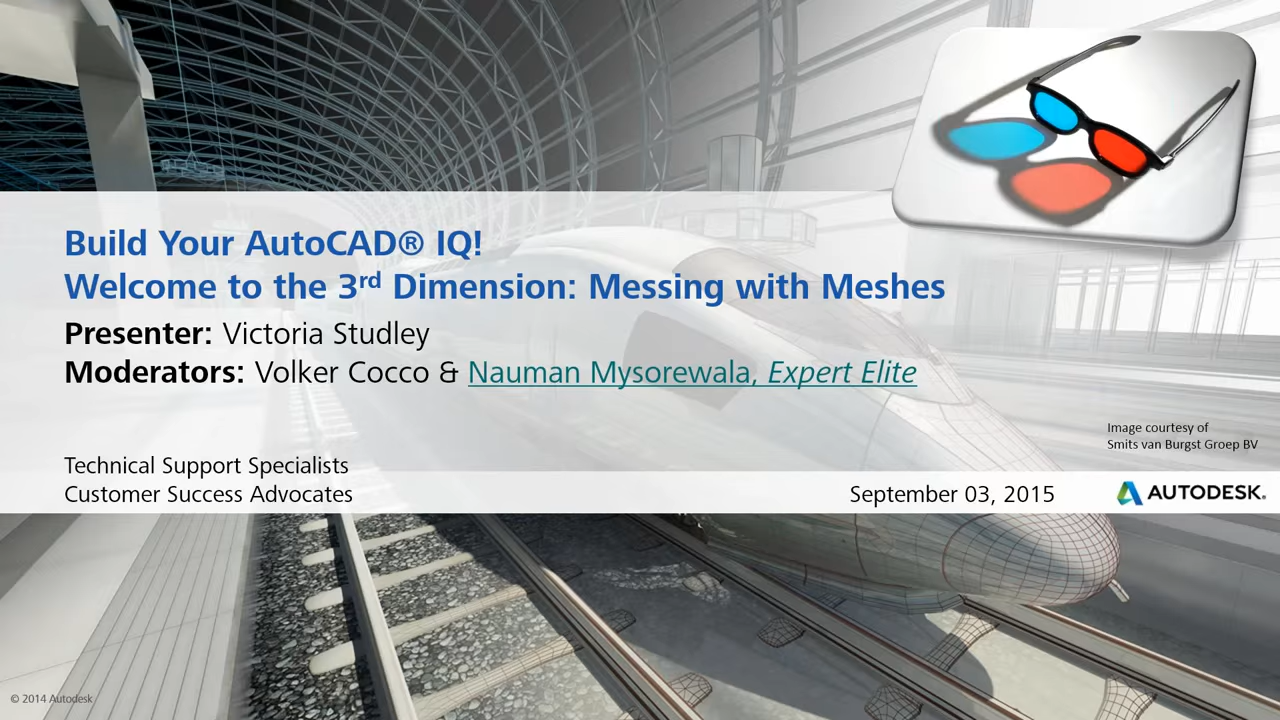 Build Your AutoCAD® IQ!
Welcome to the 3rd Dimension: Messing with Meshes
Presenter: Victoria Studley
Moderators: Volker Cocco & Nauman Mysorewala, Expert Elite
Image courtesy of
Smits van Burgst Groep BV
Technical Support Specialists
Customer Success Advocates
September 03, 2015
AUTODESK®
© 2014 Autodesk